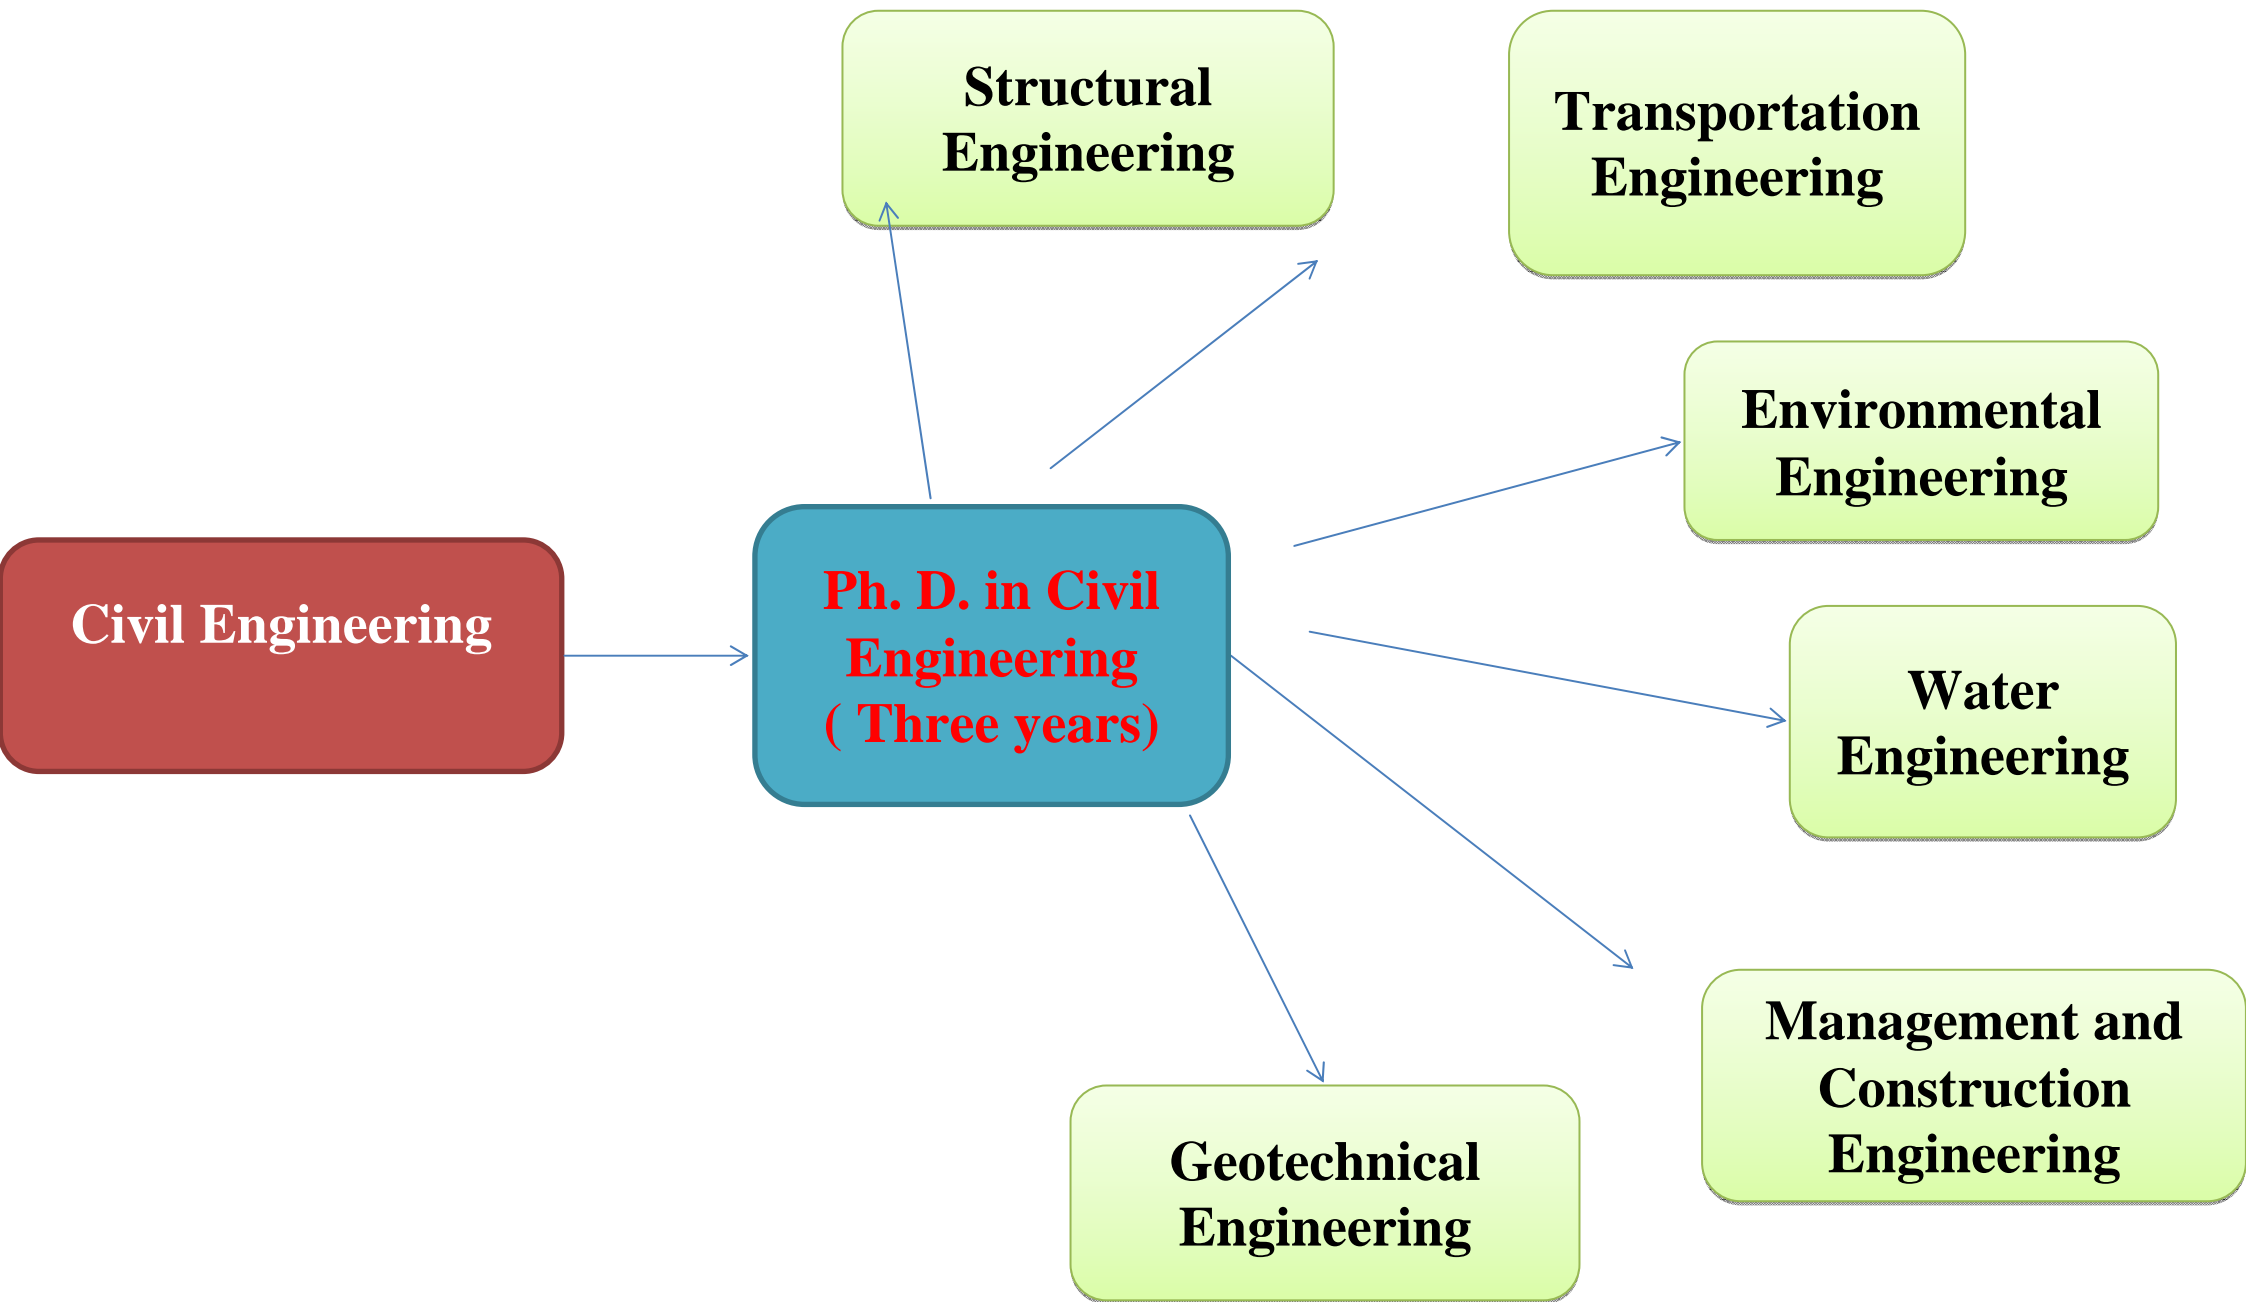 Structural
Engineering
Transportation
Engineering
Environmental
Engineering
Civil Engineering
Ph. D. in Civil
Engineering
( Three years)
Water
Engineering
Management and
Construction
Engineering
Geotechnical
Engineering